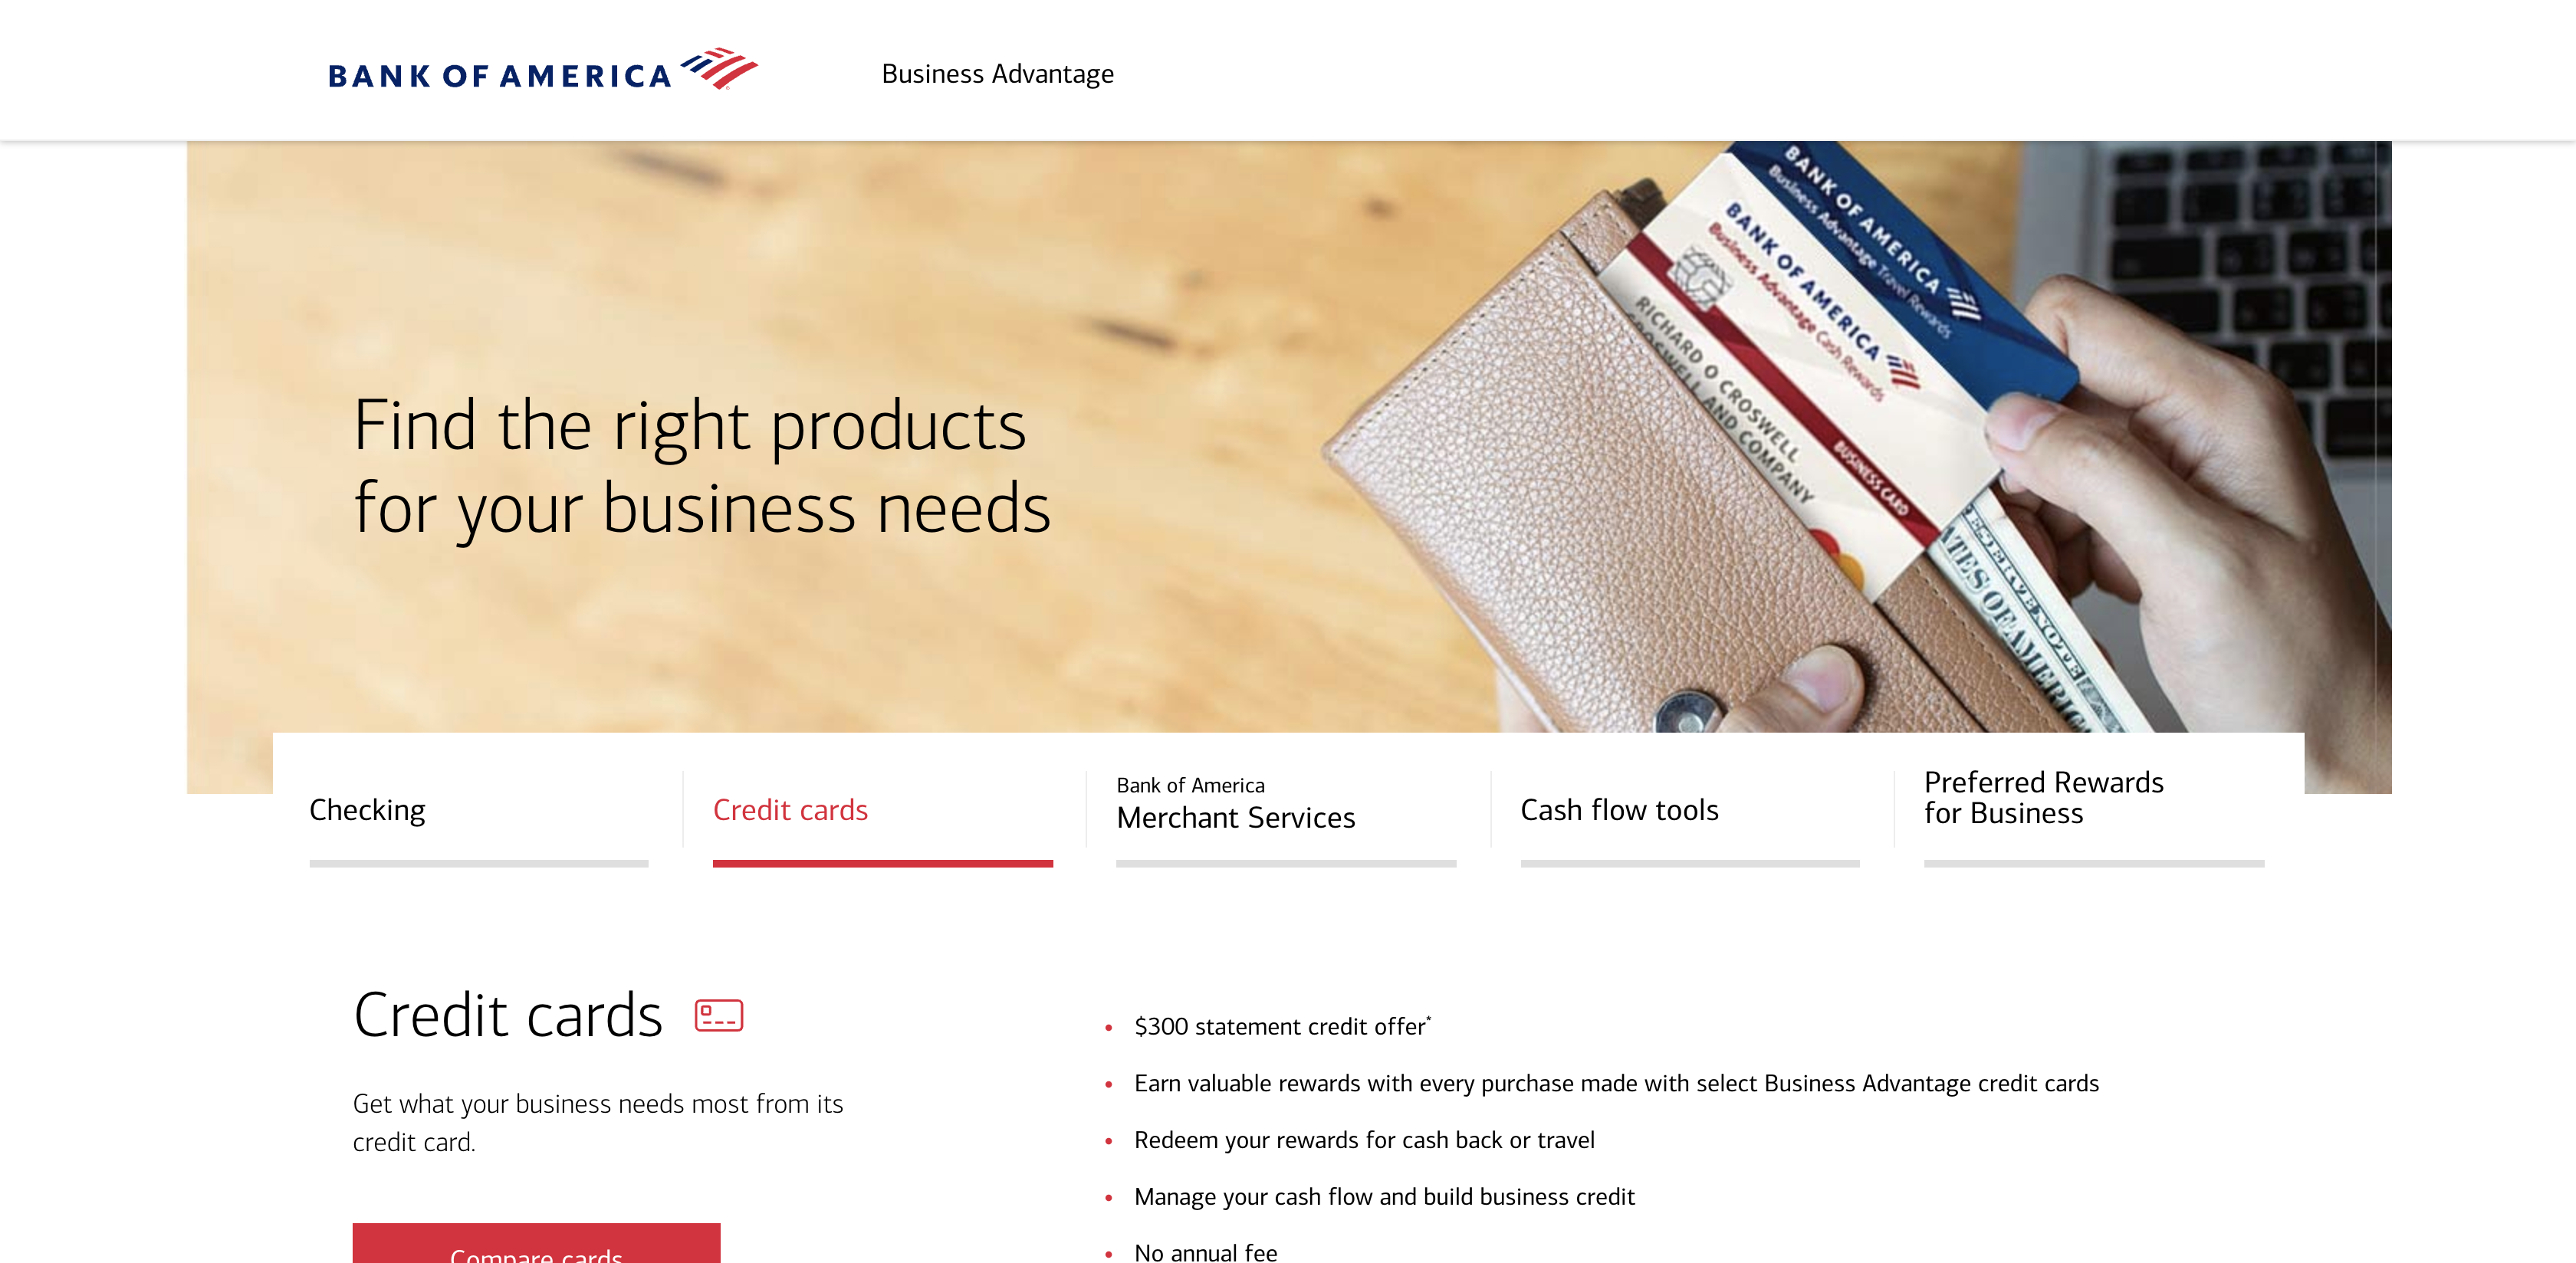 BANK OF AMERICA
Business Advantage
BANK OF AMERICA
Business Advantage Travel Rewards
BANK OF AMERICA
Business Advantage Cash Rewards
RICHARD O CROSWELL
CROSWELL AND COMPANY
BUSINESS CARD
Find the right products
for your business needs
Checking
Credit cards
Bank of America
Merchant Services
Cash flow tools
Preferred Rewards
for Business
Credit cards
Get what your business needs most from its
credit card.
Compare cards
• $300 statement credit offer*
• Earn valuable rewards with every purchase made with select Business Advantage credit cards
• Redeem your rewards for cash back or travel
• Manage your cash flow and build business credit
• No annual fee